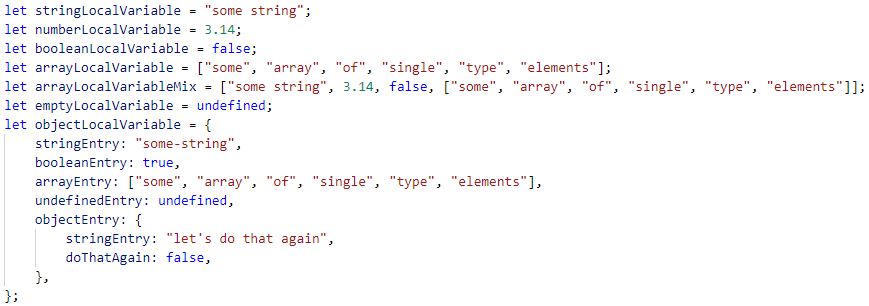 let stringLocalVariable = "some string";
let numberLocalVariable = 3.14;
let booleanLocalVariable = false;
let arrayLocalVariable = ["some", "array", "of", "single", "type", "elements"];
let arrayLocalVariableMix = ["some string", 3.14, false, ["some", "array", "of", "single", "type", "elements"]];
let emptyLocalVariable = undefined;
let objectLocalVariable = {
    stringEntry: "some-string",
    booleanEntry: true,
    arrayEntry: ["some", "array", "of", "single", "type", "elements"],
    undefinedEntry: undefined,
    objectEntry: {
        stringEntry: "let's do that again",
        doThatAgain: false,
    },
};